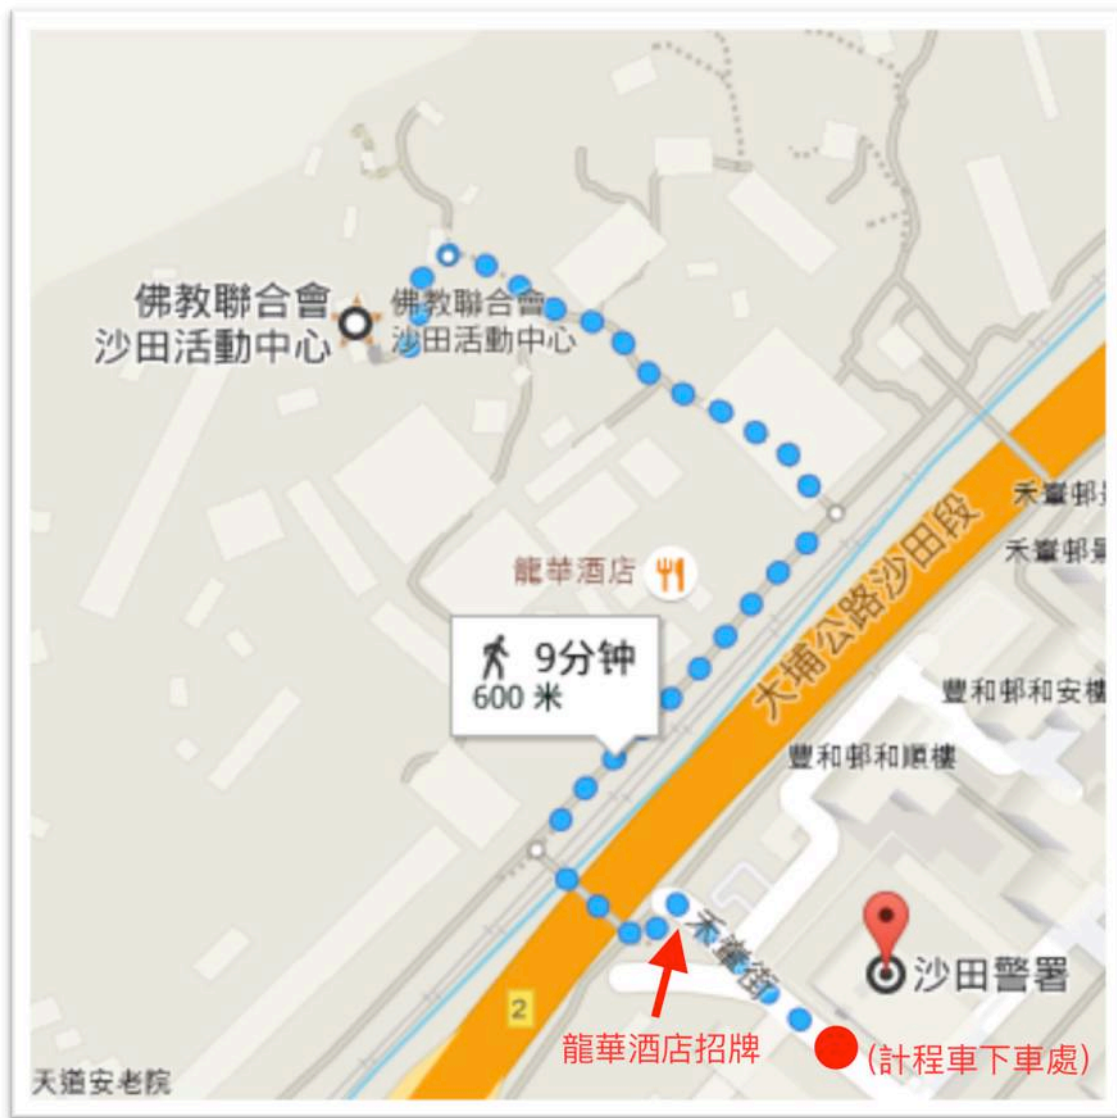 佛教聯合會
沙田活動中心
佛教聯合會
沙田活動中心
禾輋邨
禾輋邨
龍華酒店
大埔公路沙田段
9分钟
600 米
豐和邨和安樓
豐和邨和順樓
禾輋街
沙田警署
2
龍華酒店招牌
(計程車下車處)
天道安老院